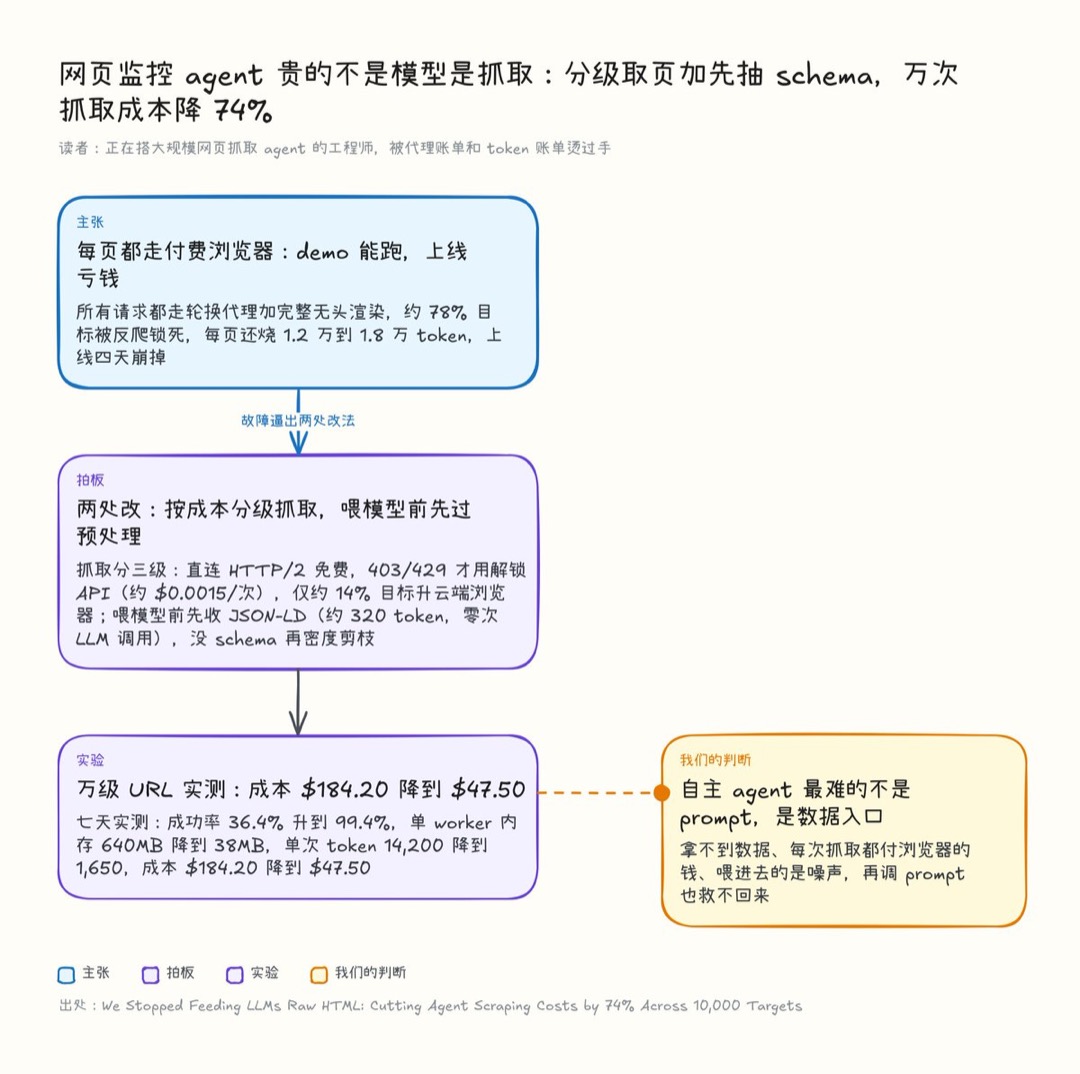 网页监控 agent 贵的不是模型是抓取：分级取页加先抽 schema，万次
抓取成本降 74%
读者：正在搭大规模网页抓取 agent 的工程师，被代理账单和 token 账单烫过手
主张
每页都走付费浏览器：demo 能跑，上线
亏钱
所有请求都走轮换代理加完整无头渲染，约 78% 目
标被反爬锁死，每页还烧 1.2 万到 1.8 万 token，上
线四天崩掉
故障逼出两处改法
拍板
两处改：按成本分级抓取，喂模型前先过
预处理
抓取分三级：直连 HTTP/2 免费，403/429 才用解锁
API（约 $0.0015/次），仅约 14% 目标升云端浏览
器；喂模型前先收 JSON-LD（约 320 token，零次
LLM 调用），没 schema 再密度剪枝
实验
万级 URL 实测：成本 $184.20 降到 $47.50
七天实测：成功率 36.4% 升到 99.4%，单 worker 内
存 640MB 降到 38MB，单次 token 14,200 降到
1,650，成本 $184.20 降到 $47.50
我们的判断
自主 agent 最难的不是
prompt，是数据入口
拿不到数据、每次抓取都付浏览器的
钱、喂进去的是噪声，再调 prompt
也救不回来
主张
拍板
实验
我们的判断
出处：We Stopped Feeding LLMs Raw HTML: Cutting Agent Scraping Costs by 74% Across 10,000 Targets